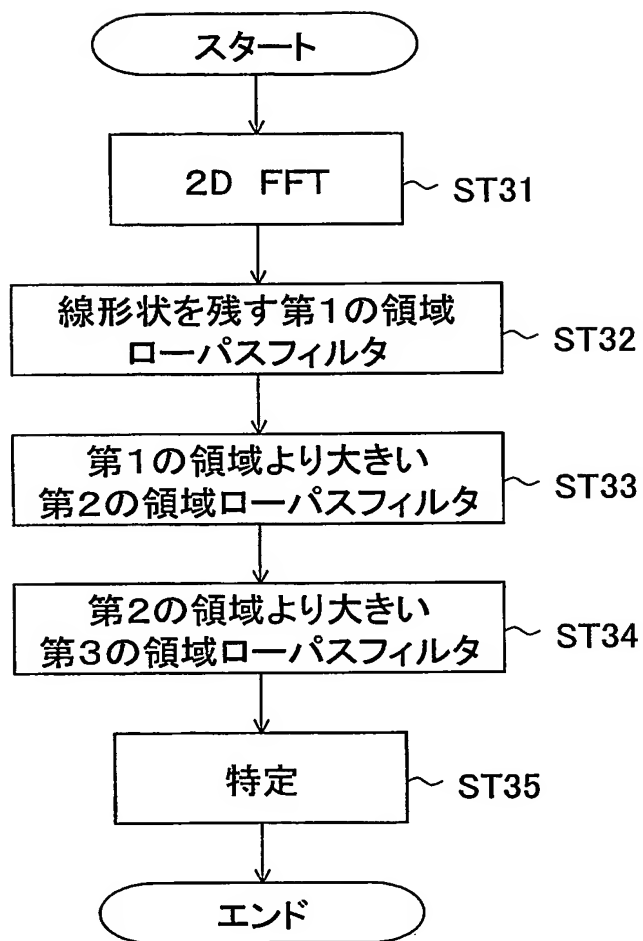 スタート
2D FFT
ST31
線形状を残す第1の領域
ローパスフィルタ
ST32
第1の領域より大きい
第2の領域ローパスフィルタ
ST33
第2の領域より大きい
第3の領域ローパスフィルタ
ST34
特定
ST35
エンド